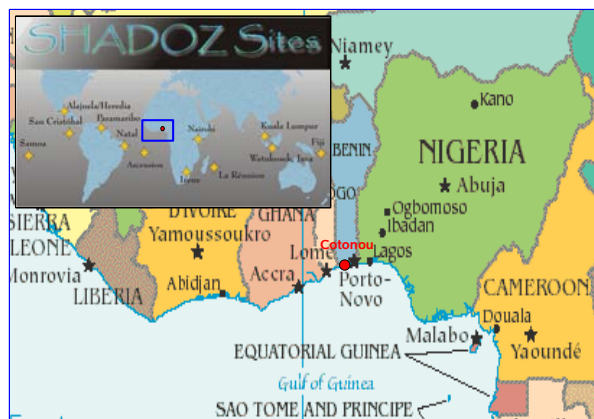 SHADOZ Sites
Alajuela/Heredia
San Cristóbal
Paramaribo
Samoa
Natal
Ascension
Nairobi
Irene
La Réunion
Kuala Lumpur
Watukosek, Java
Fiji
Niamey
Kano
BENIN
NIGERIA
Abuja
OGO
Ogbomoso
Ibadan
Lagos
SIERRA
LEONE
D'IVOIRE
Yamoussoukro
GHANA
Cotonou
Lome
Monrovia
LIBERIA
Abidjan
Accra
Porto-
Novo
CAMEROON
Douala
Malabo
Yaoundé
EQUATORIAL GUINEA
Gulf of Guinea
SAO TOME AND PRINCIPE